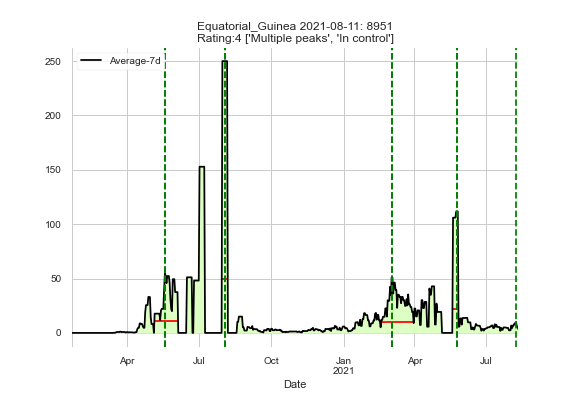 Equatorial_Guinea 2021-08-11: 8951
Rating:4 ['Multiple peaks', 'In control']
Average-7d
250
200
150
100
50
0
Apr Jul Oct Jan Apr Jul
2021
Date